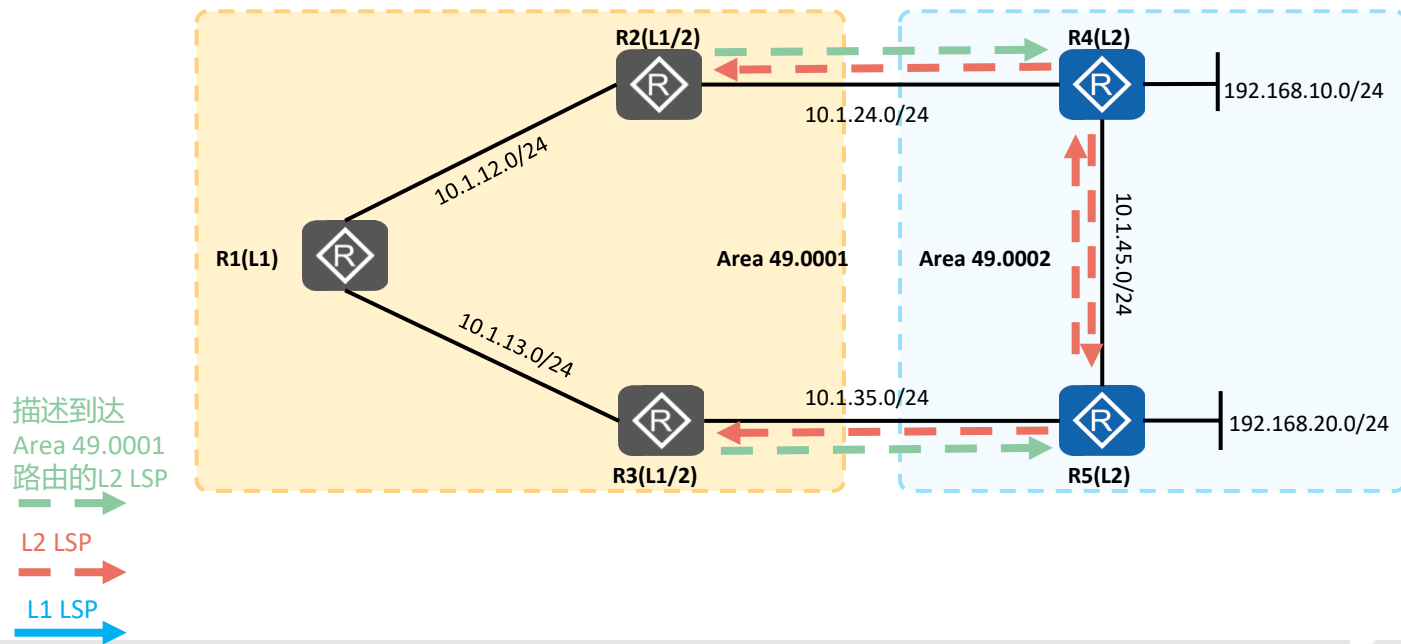 R2(L1/2)
R4(L2)
R
R
192.168.10.0/24
10.1.24.0/24
10.1.12.0/24
10.1.45.0/24
R1(L1)
R
Area 49.0001
Area 49.0002
10.1.13.0/24
10.1.35.0/24
R
R
192.168.20.0/24
R3(L1/2)
R5(L2)
描述到达
Area 49.0001
路由的L2 LSP
L2 LSP
L1 LSP